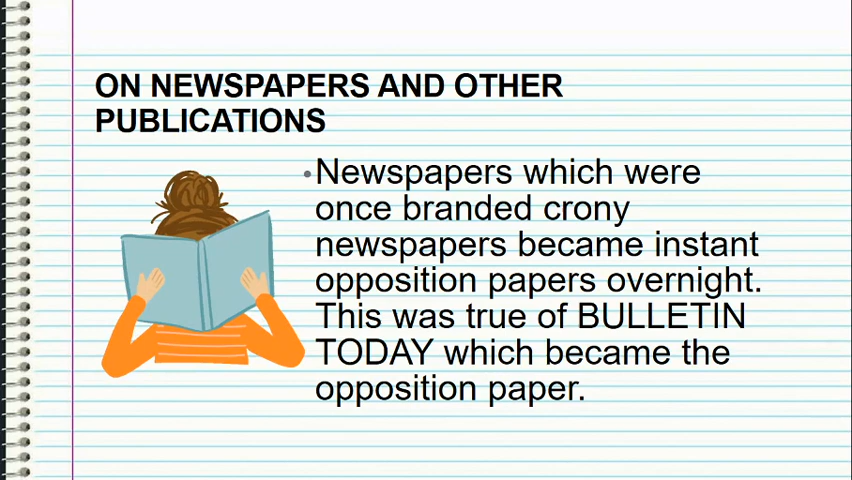 ON NEWSPAPERS AND OTHER
PUBLICATIONS
•Newspapers which were
once branded crony
newspapers became instant
opposition papers overnight.
This was true of BULLETIN
TODAY which became the
opposition paper.